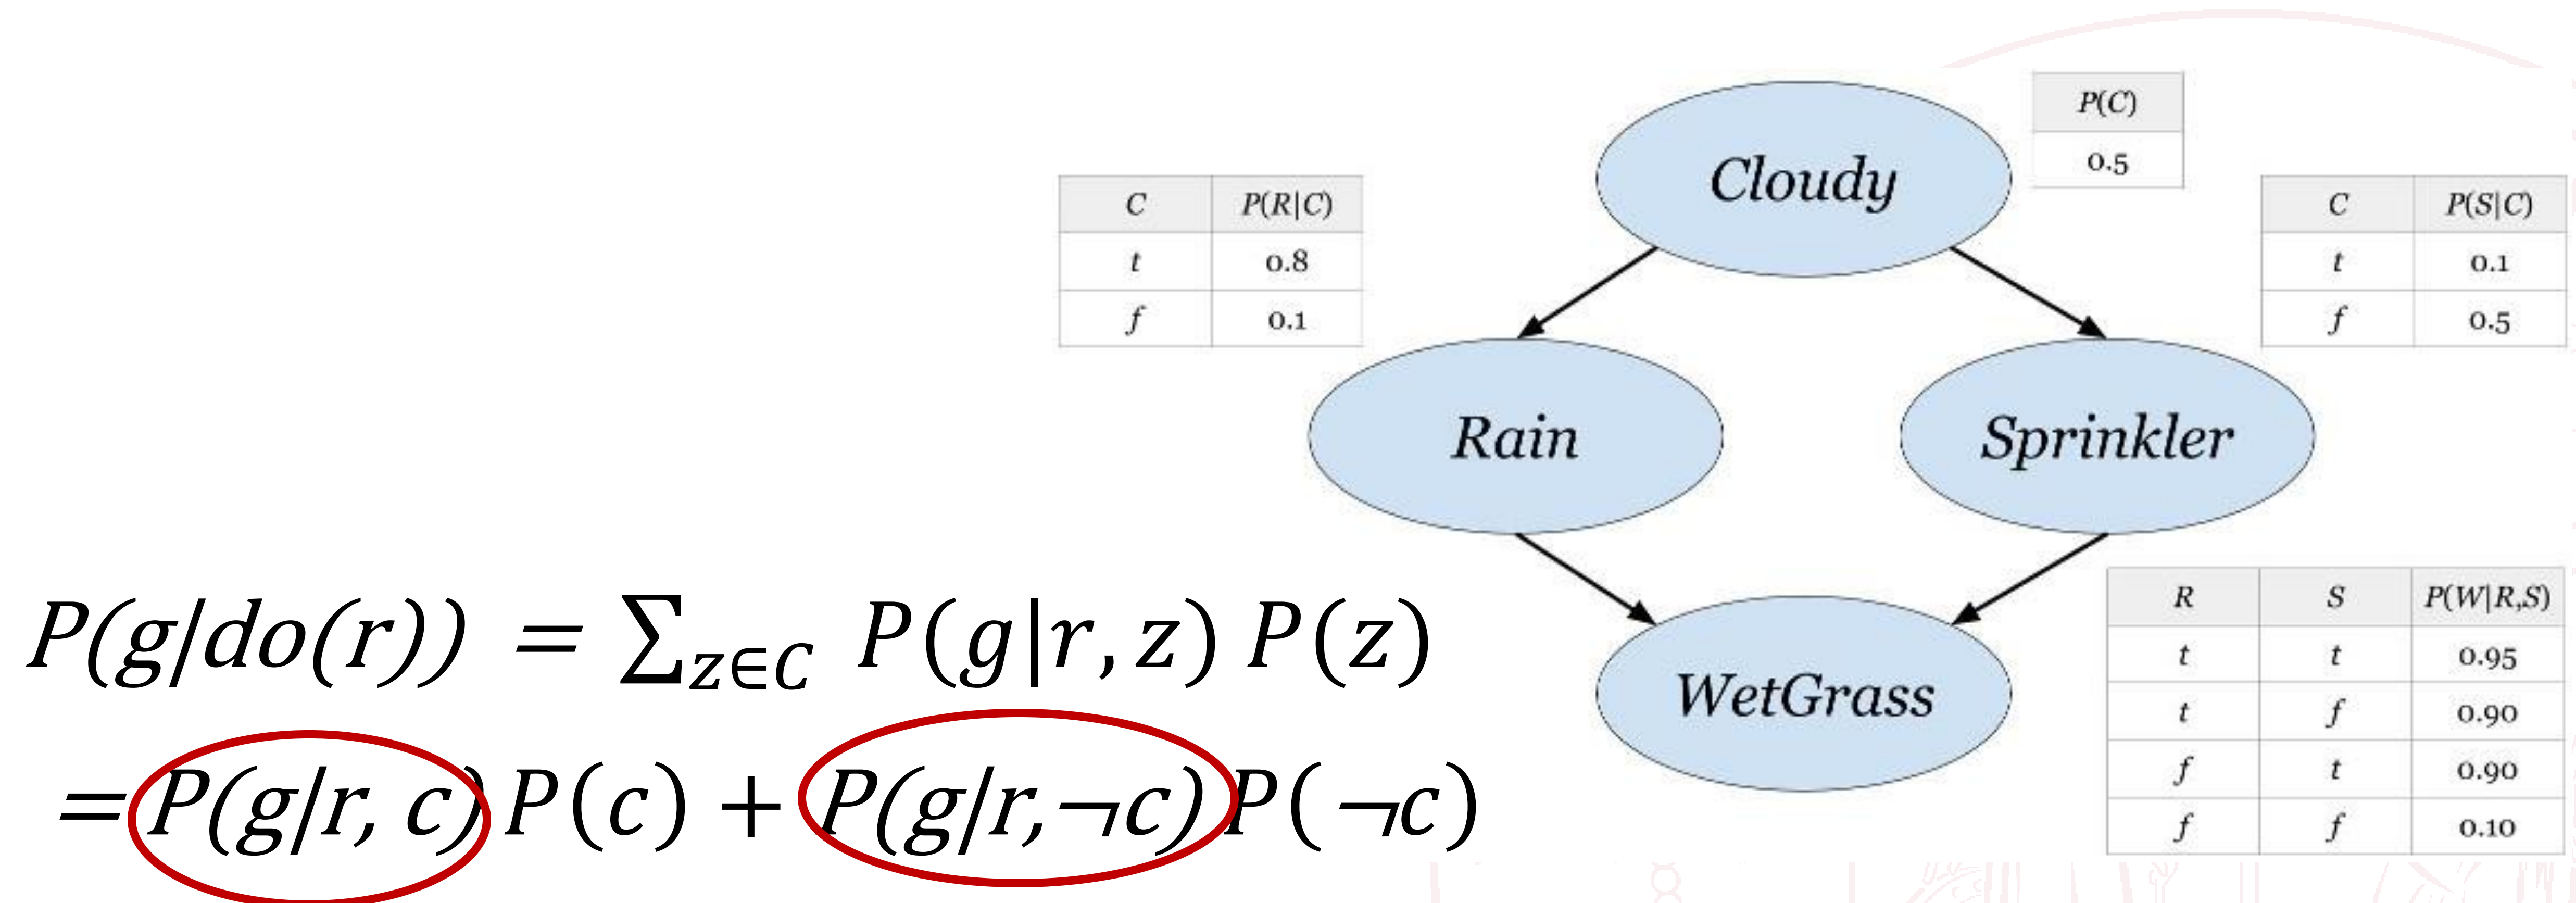 P(C)
0.5
Cloudy
C P(R|C)
t 0.8
f 0.1
C P(S|C)
t 0.1
f 0.5
Rain
Sprinkler
WetGrass
R S P(W|R,S)
t t 0.95
t f 0.90
f t 0.90
f f 0.10
P(g/do(r)) = ∑z∈C P(g|r, z) P(z)
= P(g/r, c) P(c) + P(g/r,¬c) P(¬c)